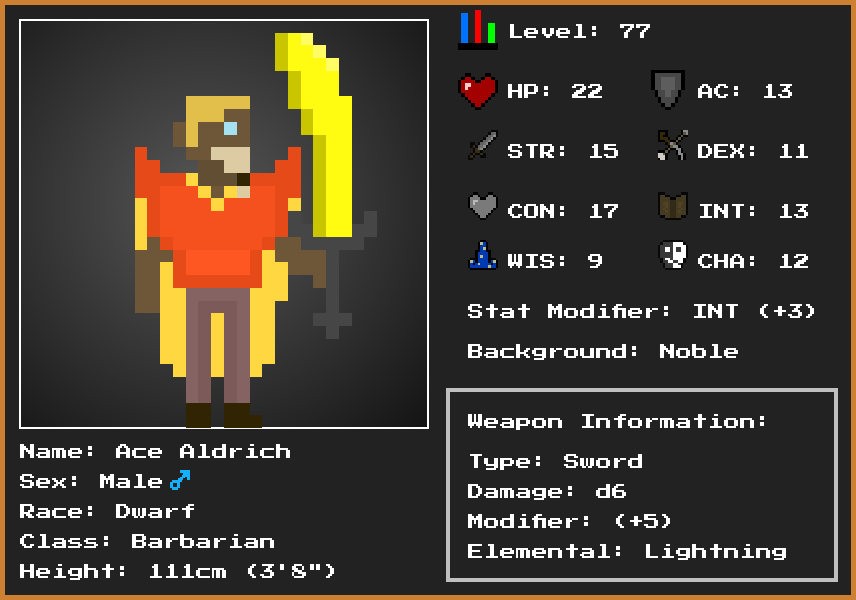 Level: 77
HP: 22 AC: 13
STR: 15 DEX: 11
CON: 17 INT: 13
WIS: 9 CHA: 12
Stat Modifier: INT (+3)
Background: Noble
Weapon Information:
Type: Sword
Damage: d6
Modifier: (+5)
Elemental: Lightning
Name: Ace Aldrich
Sex: Male ♂
Race: Dwarf
Class: Barbarian
Height: 111cm (3'8")